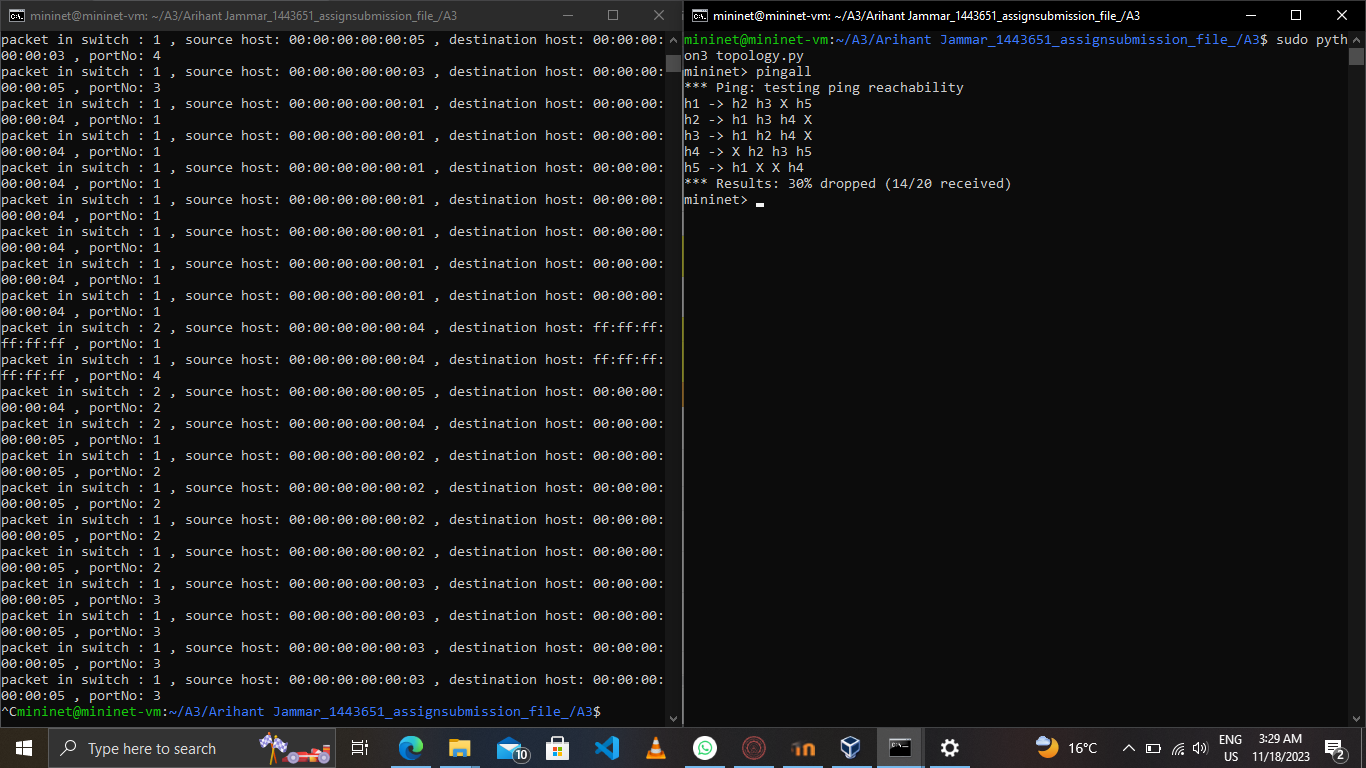 mininet@mininet-vm: ~/A3/Arihant Jammar_1443651_assignsubmission_file_/A3
packet in switch : 1 , source host: 00:00:00:00:00:05 , destination host: 00:00:00:
00:00:03 , portNo: 4
packet in switch : 1 , source host: 00:00:00:00:00:03 , destination host: 00:00:00:
00:00:05 , portNo: 3
packet in switch : 1 , source host: 00:00:00:00:00:01 , destination host: 00:00:00:
00:00:04 , portNo: 1
packet in switch : 1 , source host: 00:00:00:00:00:01 , destination host: 00:00:00:
00:00:04 , portNo: 1
packet in switch : 1 , source host: 00:00:00:00:00:01 , destination host: 00:00:00:
00:00:04 , portNo: 1
packet in switch : 1 , source host: 00:00:00:00:00:01 , destination host: 00:00:00:
00:00:04 , portNo: 1
packet in switch : 1 , source host: 00:00:00:00:00:01 , destination host: 00:00:00:
00:00:04 , portNo: 1
packet in switch : 1 , source host: 00:00:00:00:00:01 , destination host: 00:00:00:
00:00:04 , portNo: 1
packet in switch : 1 , source host: 00:00:00:00:00:01 , destination host: 00:00:00:
00:00:04 , portNo: 1
packet in switch : 2 , source host: 00:00:00:00:00:04 , destination host: ff:ff:ff:
ff:ff:ff , portNo: 1
packet in switch : 1 , source host: 00:00:00:00:00:04 , destination host: ff:ff:ff:
ff:ff:ff , portNo: 4
packet in switch : 2 , source host: 00:00:00:00:00:05 , destination host: 00:00:00:
00:00:04 , portNo: 2
packet in switch : 2 , source host: 00:00:00:00:00:04 , destination host: 00:00:00:
00:00:05 , portNo: 1
packet in switch : 1 , source host: 00:00:00:00:00:02 , destination host: 00:00:00:
00:00:05 , portNo: 2
packet in switch : 1 , source host: 00:00:00:00:00:02 , destination host: 00:00:00:
00:00:05 , portNo: 2
packet in switch : 1 , source host: 00:00:00:00:00:02 , destination host: 00:00:00:
00:00:05 , portNo: 2
packet in switch : 1 , source host: 00:00:00:00:00:02 , destination host: 00:00:00:
00:00:05 , portNo: 2
packet in switch : 1 , source host: 00:00:00:00:00:03 , destination host: 00:00:00:
00:00:05 , portNo: 3
packet in switch : 1 , source host: 00:00:00:00:00:03 , destination host: 00:00:00:
00:00:05 , portNo: 3
packet in switch : 1 , source host: 00:00:00:00:00:03 , destination host: 00:00:00:
00:00:05 , portNo: 3
packet in switch : 1 , source host: 00:00:00:00:00:03 , destination host: 00:00:00:
00:00:05 , portNo: 3
^Cmininet@mininet-vm:~/A3/Arihant Jammar_1443651_assignsubmission_file_/A3$
mininet@mininet-vm: ~/A3/Arihant Jammar_1443651_assignsubmission_file_/A3
mininet@mininet-vm:~/A3/Arihant Jammar_1443651_assignsubmission_file_/A3$ sudo pyth
on3 topology.py
mininet> pingall
*** Ping: testing ping reachability
h1 -> h2 h3 X h5
h2 -> h1 h3 h4 X
h3 -> h1 h2 h4 X
h4 -> X h2 h3 h5
h5 -> h1 X X h4
*** Results: 30% dropped (14/20 received)
mininet>
Type here to search
10
16°C
ENG
US
3:29 AM
11/18/2023
2